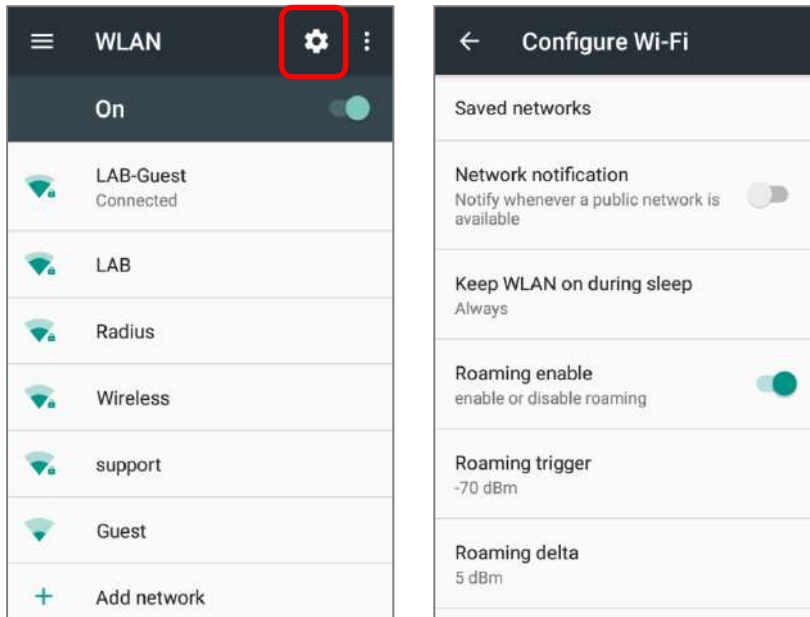 WLAN
On
LAB-Guest
Connected
LAB
Radius
Wireless
support
Guest
Add network
Configure Wi-Fi
Saved networks
Network notification
Notify whenever a public network is
available
Keep WLAN on during sleep
Always
Roaming enable
enable or disable roaming
Roaming trigger
-70 dBm
Roaming delta
5 dBm